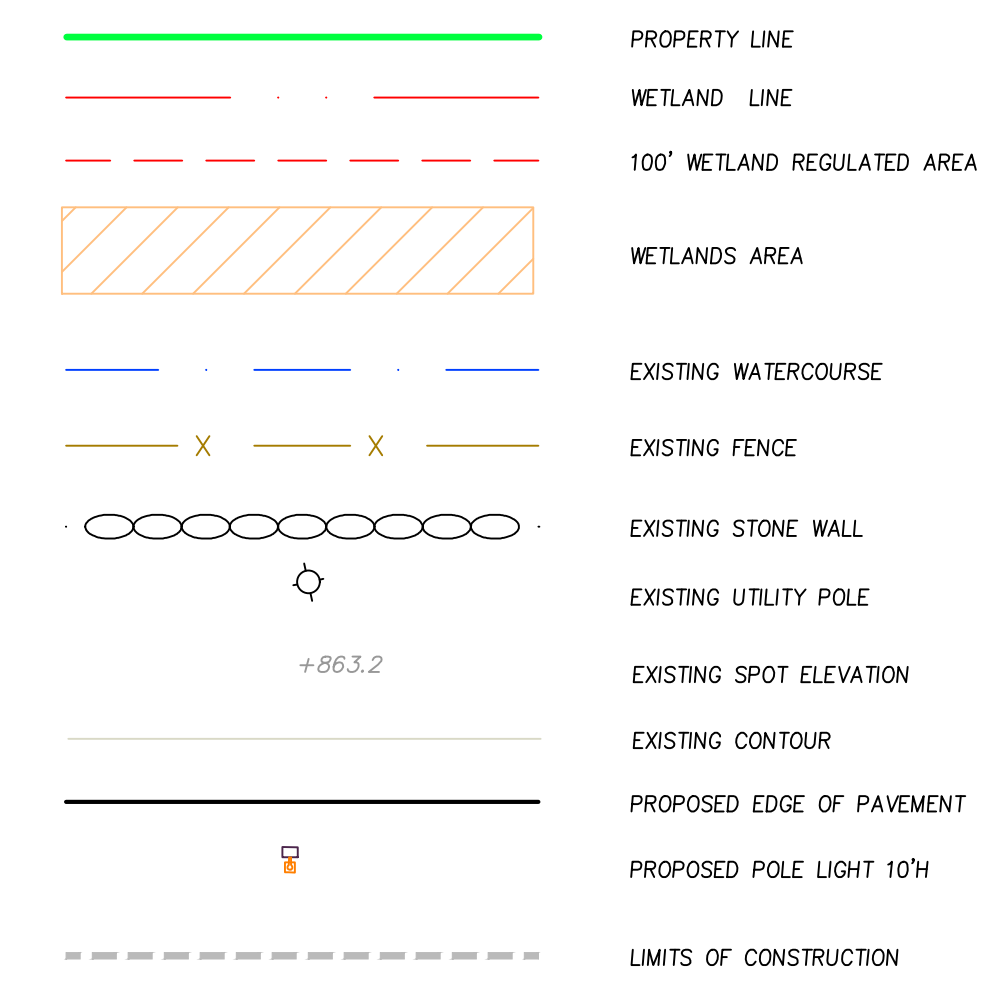 PROPERTY LINE
WETLAND LINE
100' WETLAND REGULATED AREA
WETLANDS AREA
EXISTING WATERCOURSE
X X EXISTING FENCE
EXISTING STONE WALL
EXISTING UTILITY POLE
+863.2 EXISTING SPOT ELEVATION
EXISTING CONTOUR
PROPOSED EDGE OF PAVEMENT
PROPOSED POLE LIGHT 10'H
LIMITS OF CONSTRUCTION